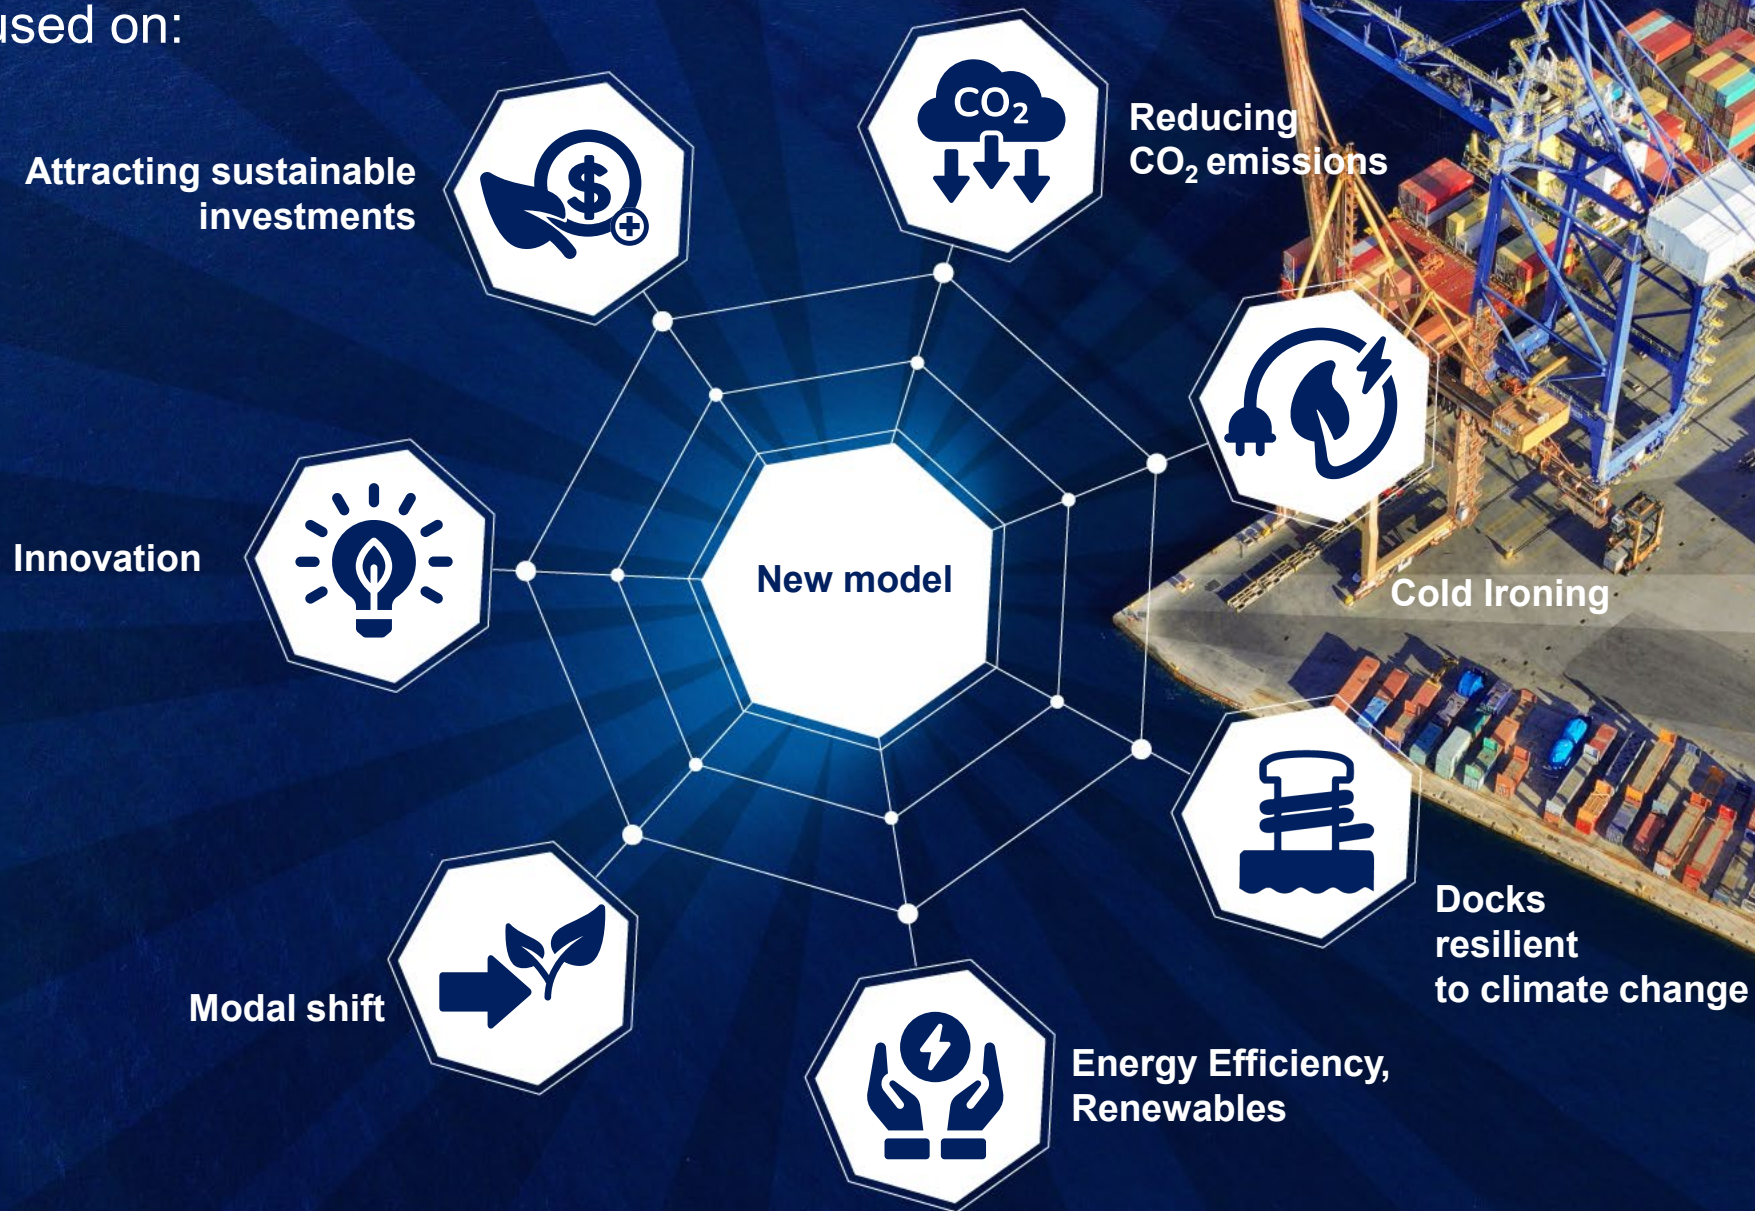 used on:
CO₂
Reducing
CO₂ emissions
Attracting sustainable
investments
$
Innovation
New model
Cold Ironing
Docks
resilient
to climate change
Modal shift
Energy Efficiency,
Renewables